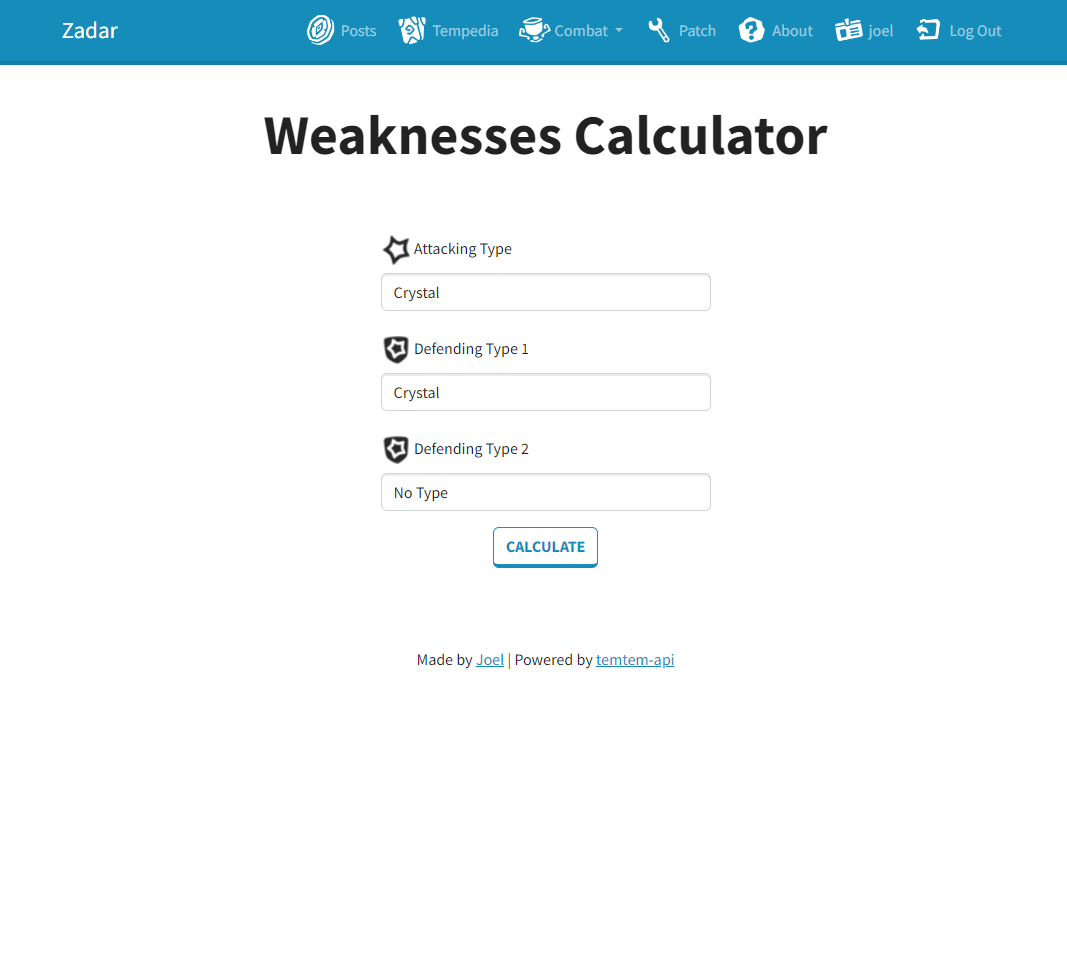 Zadar Posts Tempedia Combat Patch About joel Log Out
Weaknesses Calculator
Attacking Type
Crystal
Defending Type 1
Crystal
Defending Type 2
No Type
CALCULATE
Made by Joel | Powered by temtem-api